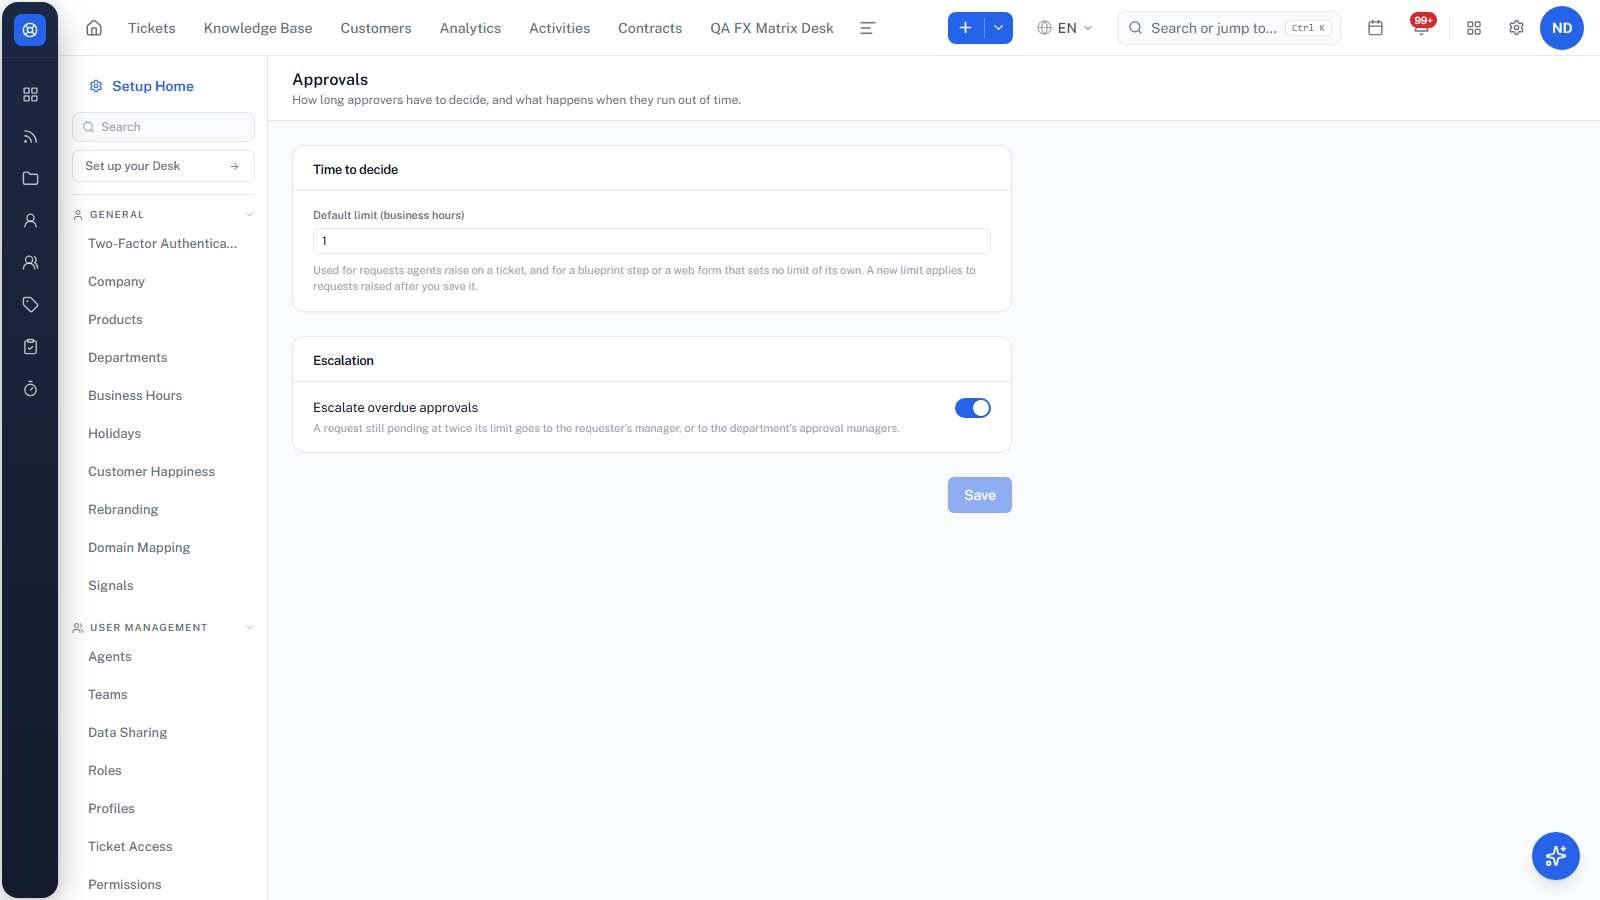 Tickets
Knowledge Base
Customers
Analytics
Activities
Contracts
QA FX Matrix Desk
EN
Search or jump to...
Ctrl K
99+
ND
Setup Home
Search
Set up your Desk
GENERAL
Two-Factor Authentica...
Company
Products
Departments
Business Hours
Holidays
Customer Happiness
Rebranding
Domain Mapping
Signals
USER MANAGEMENT
Agents
Teams
Data Sharing
Roles
Profiles
Ticket Access
Permissions
Approvals
How long approvers have to decide, and what happens when they run out of time.
Time to decide
Default limit (business hours)
1
Used for requests agents raise on a ticket, and for a blueprint step or a web form that sets no limit of its own. A new limit applies to
requests raised after you save it.
Escalation
Escalate overdue approvals
A request still pending at twice its limit goes to the requester's manager, or to the department's approval managers.
Save